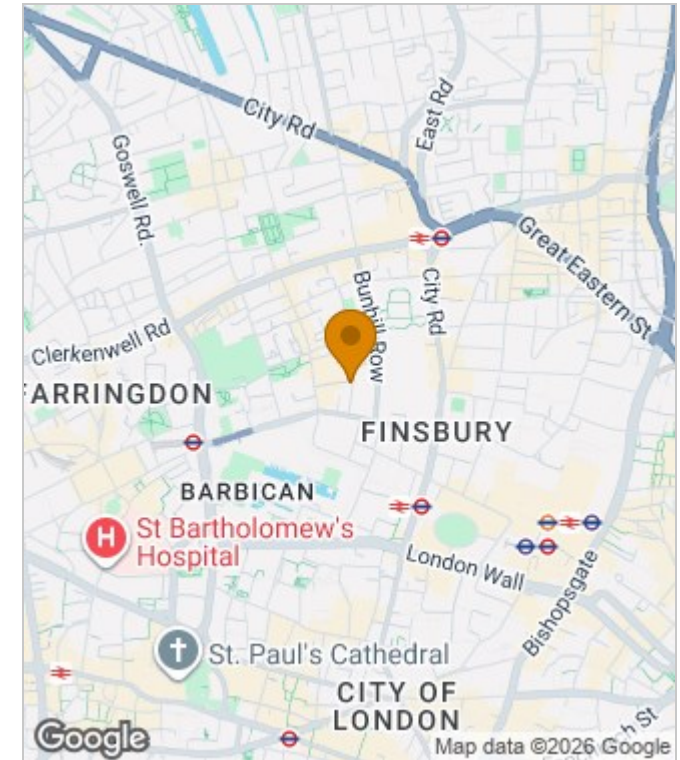 City Rd
East Rd
Goswell Rd.
Great Eastern St
Bunhill Row
City Rd
Clerkenwell Rd
FARRINGDON
FINSBURY
BARBICAN
H
St Bartholomew's
Hospital
London Wall
Bishopsgate
St. Paul's Cathedral
CITY OF
LONDON
Google
Map data ©2026 Google